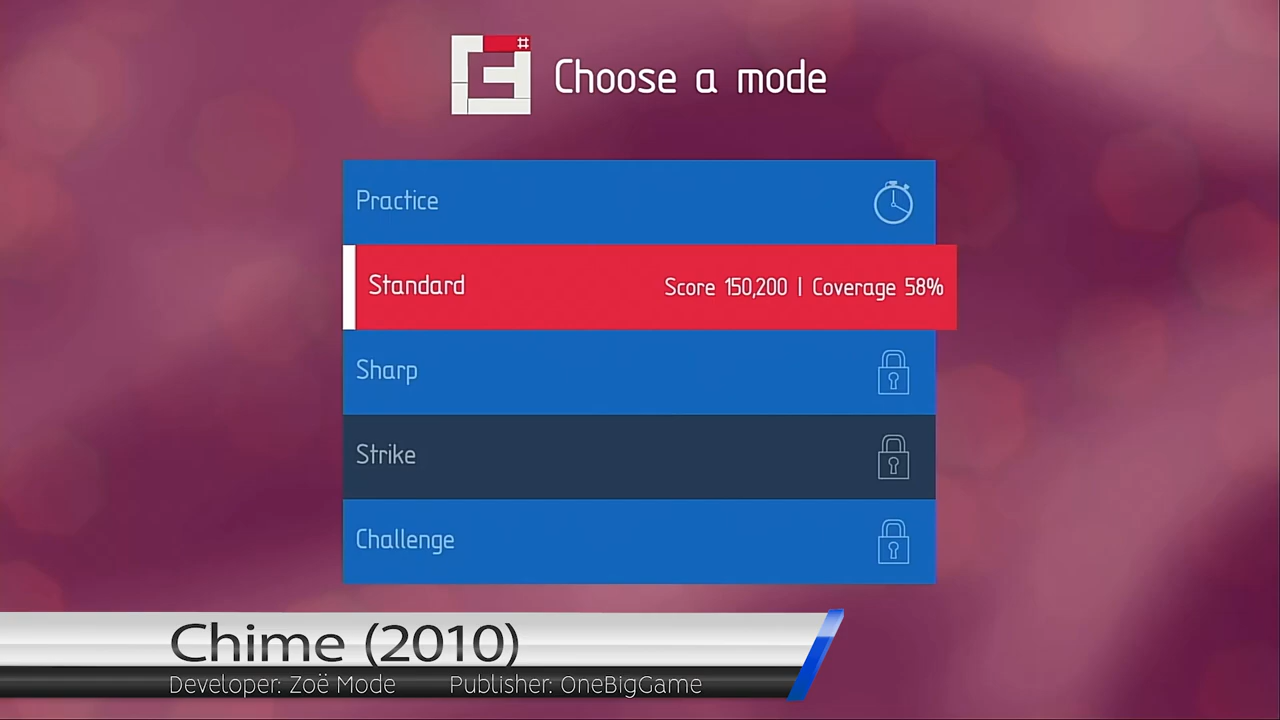 Choose a mode
Practice
Standard Score 150,200 | Coverage 58%
Sharp
Strike
Challenge
Chime (2010)
Developer: Zoë Mode Publisher: OneBigGame